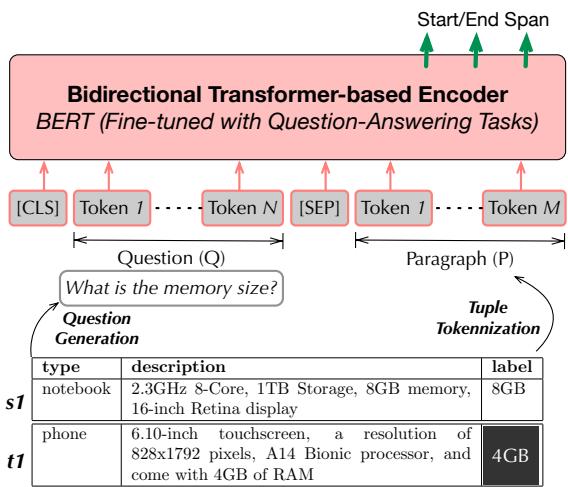 Start/End Span
Bidirectional Transformer-based Encoder
BERT (Fine-tuned with Question-Answering Tasks)
[CLS] Token 1 ...... Token N [SEP] Token 1 ...... Token M
Question (Q) Paragraph (P)
What is the memory size?
Question
Generation
Tuple
Tokennization
type description label
s1 notebook 2.3GHz 8-Core, 1TB Storage, 8GB memory, 8GB
16-inch Retina display
t1 phone 6.10-inch touchscreen, a resolution of
828x1792 pixels, A14 Bionic processor, and 4GB
come with 4GB of RAM